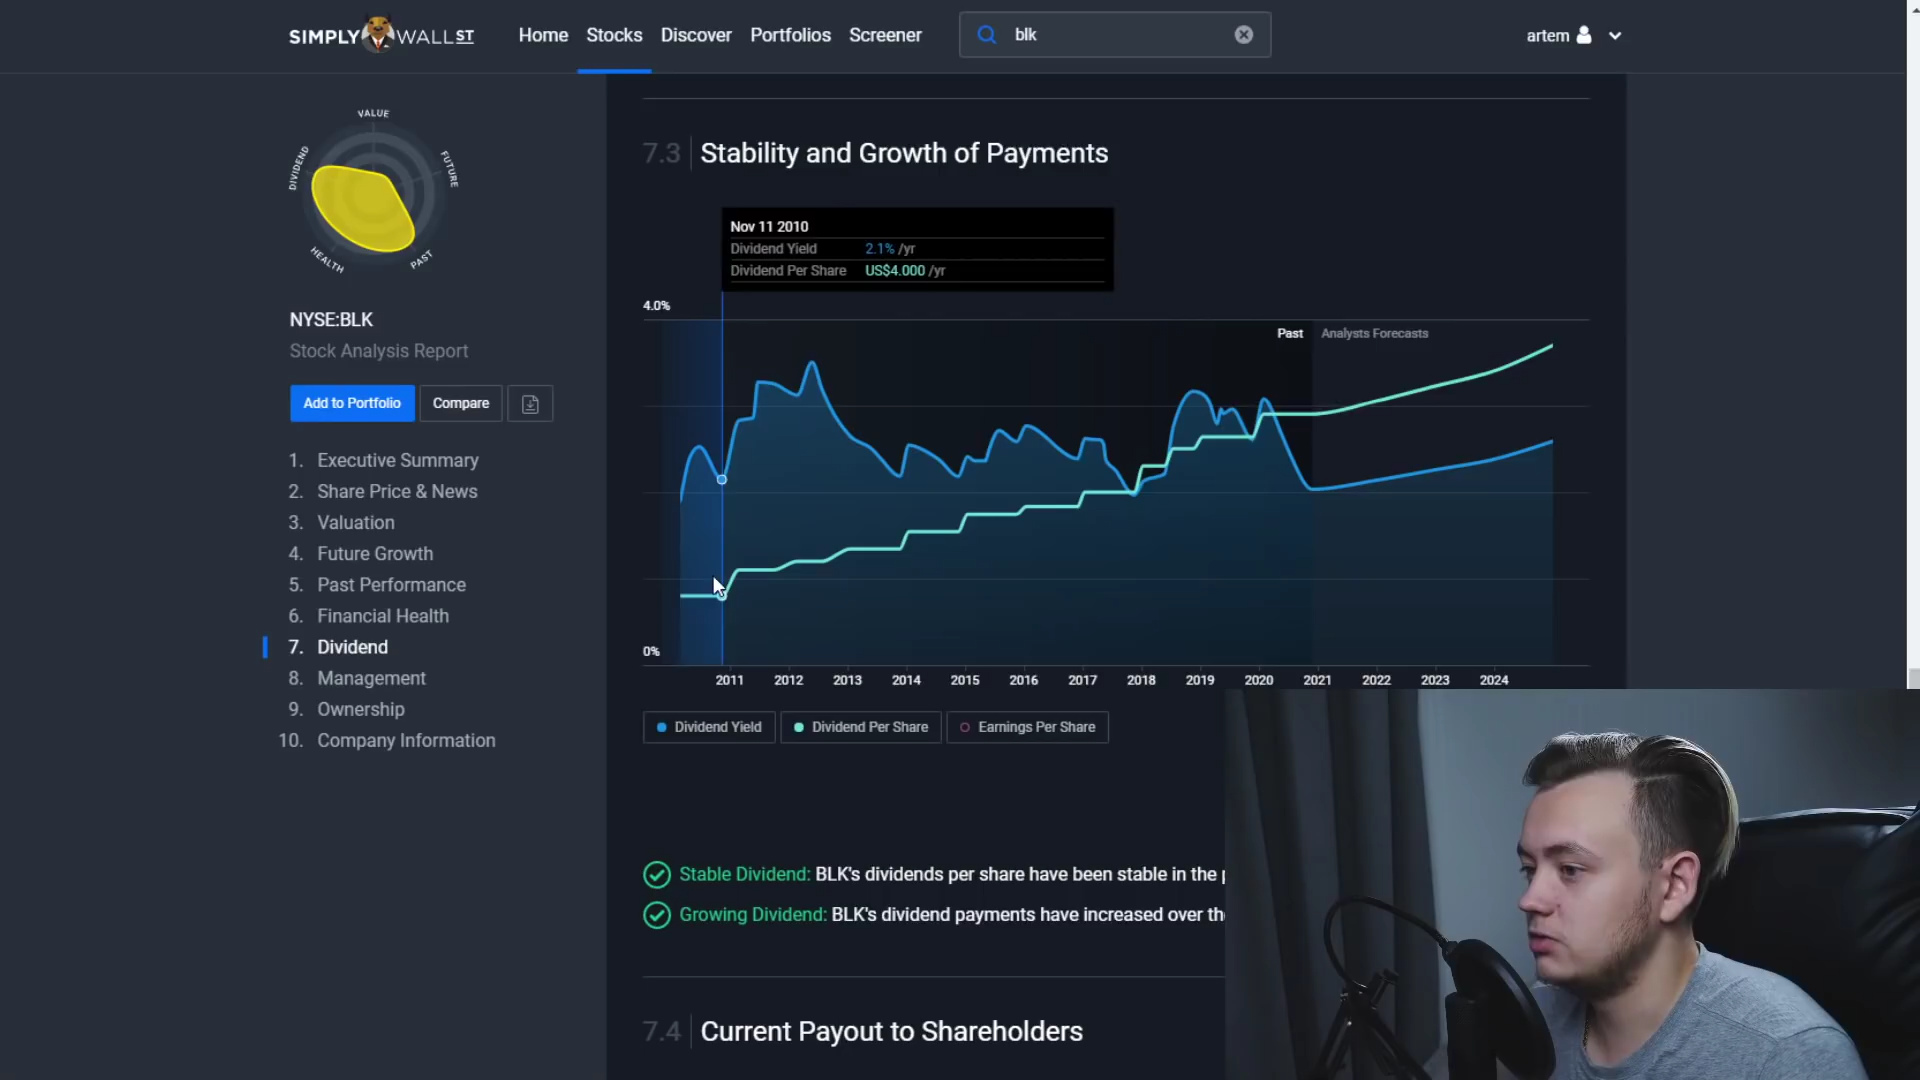 SIMPLY WALL ST
Home Stocks Discover Portfolios Screener
blk
artem
VALUE
FUTURE
PAST
HEALTH
DIVIDEND
NYSE:BLK
Stock Analysis Report
Add to Portfolio Compare
1. Executive Summary
2. Share Price & News
3. Valuation
4. Future Growth
5. Past Performance
6. Financial Health
7. Dividend
8. Management
9. Ownership
10. Company Information
7.3 Stability and Growth of Payments
Nov 11 2010
Dividend Yield 2.1% /yr
Dividend Per Share US$4.000 /yr
4.0%
Past Analysts Forecasts
0%
2011 2012 2013 2014 2015 2016 2017 2018 2019 2020 2021 2022 2023 2024
Dividend Yield Dividend Per Share Earnings Per Share
Stable Dividend: BLK's dividends per share have been stable in the
Growing Dividend: BLK's dividend payments have increased over
7.4 Current Payout to Shareholders